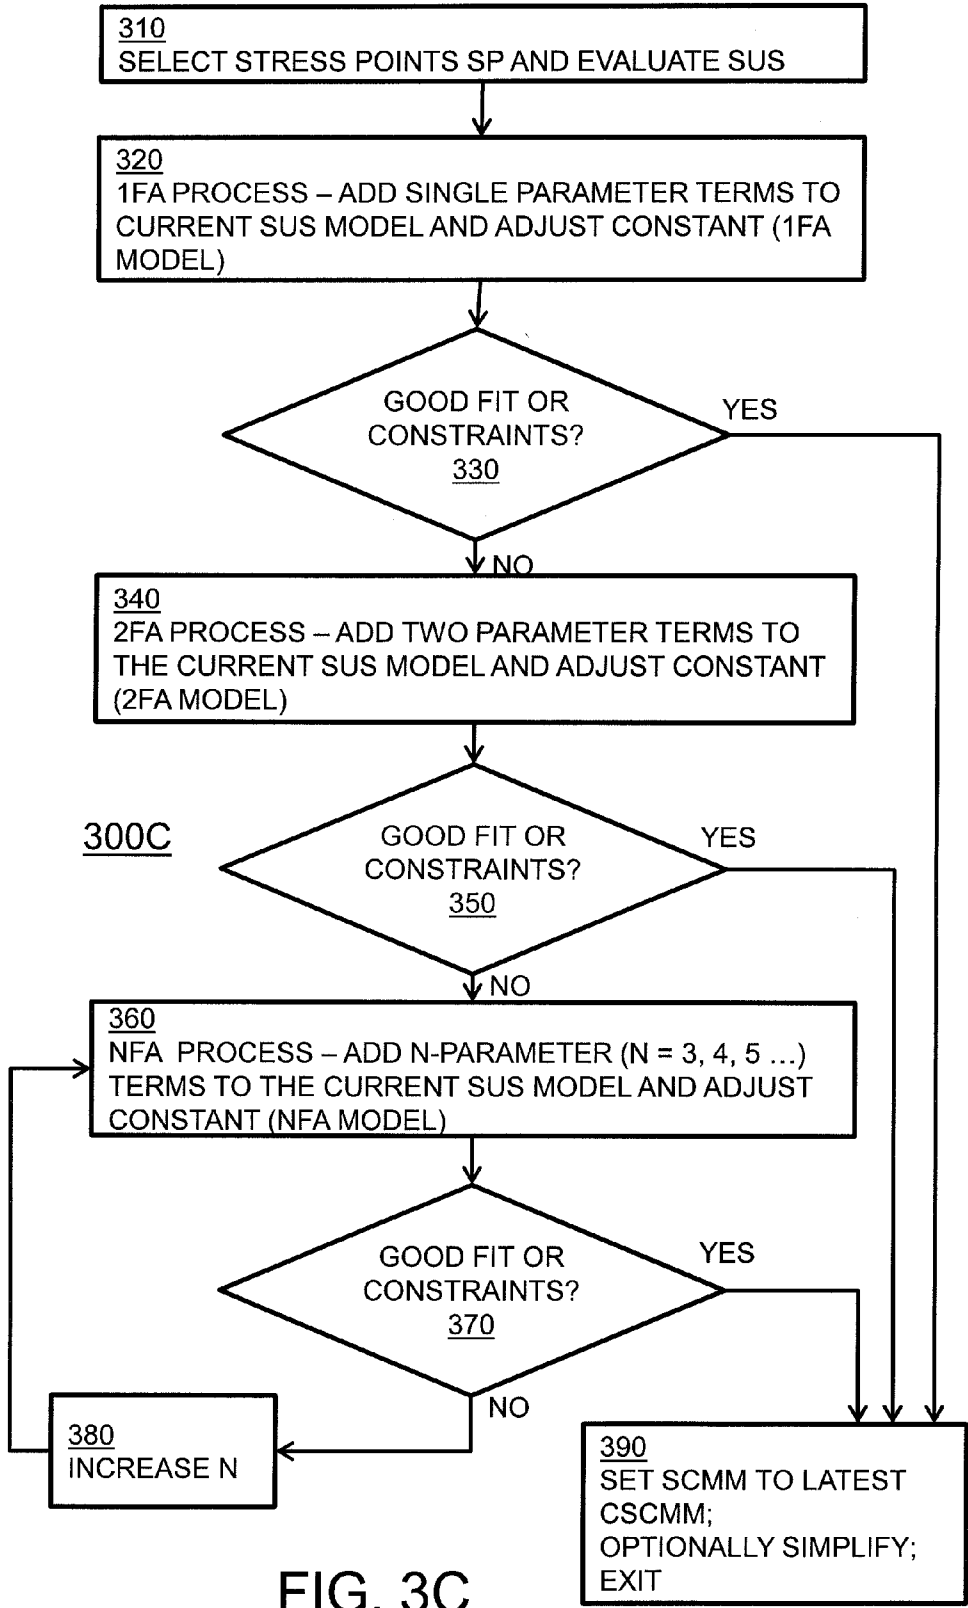 310
SELECT STRESS POINTS SP AND EVALUATE SUS
320
1FA PROCESS – ADD SINGLE PARAMETER TERMS TO
CURRENT SUS MODEL AND ADJUST CONSTANT (1FA
MODEL)
GOOD FIT OR
CONSTRAINTS?
330
YES
NO
340
2FA PROCESS – ADD TWO PARAMETER TERMS TO
THE CURRENT SUS MODEL AND ADJUST CONSTANT
(2FA MODEL)
300C
GOOD FIT OR
CONSTRAINTS?
350
YES
NO
360
NFA PROCESS – ADD N-PARAMETER (N = 3, 4, 5 ...)
TERMS TO THE CURRENT SUS MODEL AND ADJUST
CONSTANT (NFA MODEL)
GOOD FIT OR
CONSTRAINTS?
370
YES
NO
380
INCREASE N
390
SET SCMM TO LATEST
CSCMM;
OPTIONALLY SIMPLIFY;
EXIT
FIG. 3C